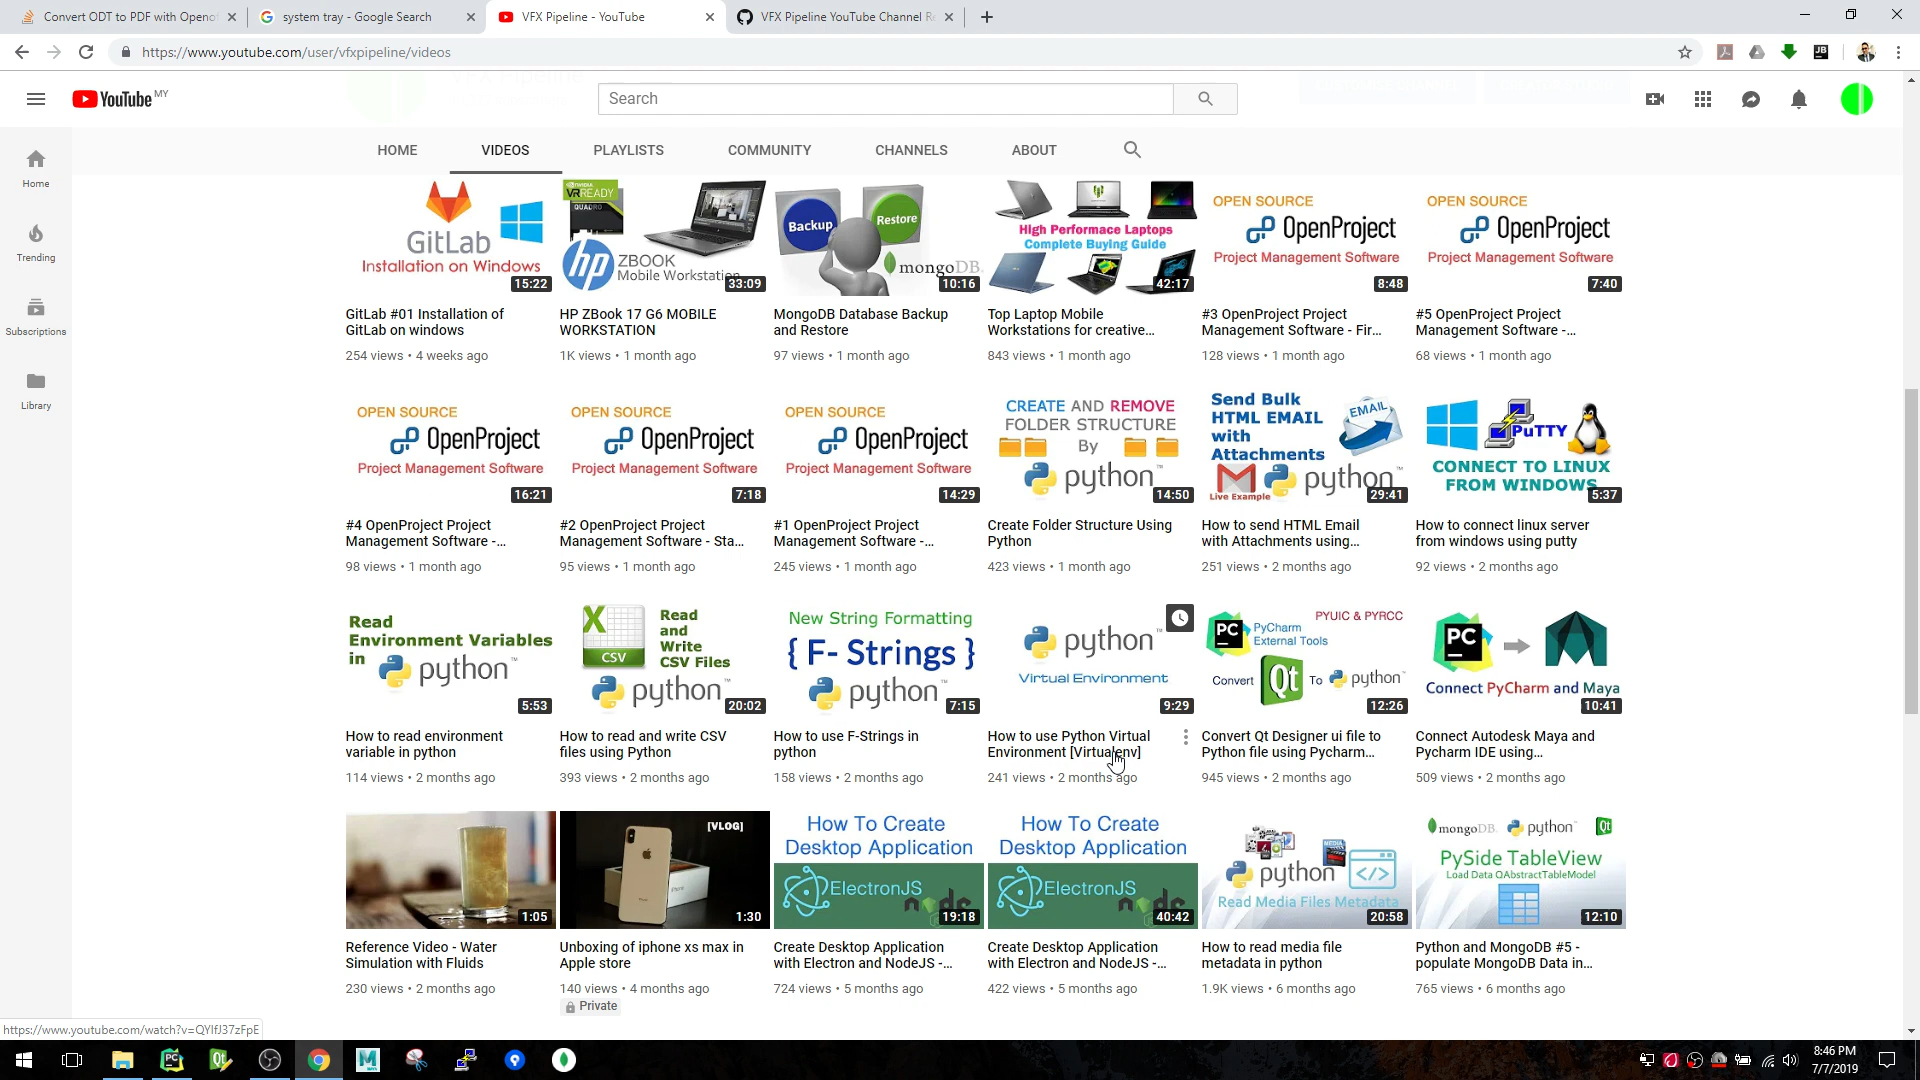 Convert ODT to PDF with Openof
system tray - Google Search
VFX Pipeline - YouTube
VFX Pipeline YouTube Channel Re
https://www.youtube.com/user/vfxpipeline/videos
YouTube MY
Search
HOME
VIDEOS
PLAYLISTS
COMMUNITY
CHANNELS
ABOUT
Home
Trending
Subscriptions
Library
GitLab
Installation on Windows
15:22
VR READY
QUADRO
hp
ZBOOK
Mobile Workstation
33:09
Backup
Restore
mongoDB.
10:16
High Performace Laptops
Complete Buying Guide
42:17
OPEN SOURCE
OpenProject
Project Management Software
8:48
OPEN SOURCE
OpenProject
Project Management Software
7:40
GitLab #01 Installation of
GitLab on windows
254 views • 4 weeks ago
HP ZBook 17 G6 MOBILE
WORKSTATION
1K views • 1 month ago
MongoDB Database Backup
and Restore
97 views • 1 month ago
Top Laptop Mobile
Workstations for creative...
843 views • 1 month ago
#3 OpenProject Project
Management Software - Fir...
128 views • 1 month ago
#5 OpenProject Project
Management Software -...
68 views • 1 month ago
OPEN SOURCE
OpenProject
Project Management Software
16:21
OPEN SOURCE
OpenProject
Project Management Software
7:18
OPEN SOURCE
OpenProject
Project Management Software
14:29
CREATE AND REMOVE
FOLDER STRUCTURE
By
python™
14:50
Send Bulk
HTML EMAIL
with
Attachments
EMAIL
Live Example
python™
29:41
PuTTY
CONNECT TO LINUX
FROM WINDOWS
5:37
#4 OpenProject Project
Management Software -...
98 views • 1 month ago
#2 OpenProject Project
Management Software - Sta...
95 views • 1 month ago
#1 OpenProject Project
Management Software -...
245 views • 1 month ago
Create Folder Structure Using
Python
423 views • 1 month ago
How to send HTML Email
with Attachments using...
251 views • 2 months ago
How to connect linux server
from windows using putty
92 views • 2 months ago
Read
Environment Variables
in python™
5:53
X
CSV
Read
and
Write
CSV Files
python™
20:02
New String Formatting
{ F- Strings }
python™
7:15
python™
Virtual Environment
9:29
PYUIC & PYRCC
PC
PyCharm
External Tools
Convert Qt To python™
12:26
PC
Connect PyCharm and Maya
10:41
How to read environment
variable in python
114 views • 2 months ago
How to read and write CSV
files using Python
393 views • 2 months ago
How to use F-Strings in
python
158 views • 2 months ago
How to use Python Virtual
Environment [Virtualenv]
241 views • 2 months ago
Convert Qt Designer ui file to
Python file using Pycharm...
945 views • 2 months ago
Connect Autodesk Maya and
Pycharm IDE using...
509 views • 2 months ago
1:05
[VLOG]
1:30
How To Create
Desktop Application
ElectronJS
node
19:18
How To Create
Desktop Application
ElectronJS
node
40:42
MEDIA
python™
</>
Read Media Files Metadata
20:58
mongoDB. python™ Qt
PySide TableView
Load Data QAbstractTableModel
12:10
Reference Video - Water
Simulation with Fluids
230 views • 2 months ago
Unboxing of iphone xs max in
Apple store
140 views • 4 months ago
Private
Create Desktop Application
with Electron and NodeJS -...
724 views • 5 months ago
Create Desktop Application
with Electron and NodeJS -...
422 views • 5 months ago
How to read media file
metadata in python
1.9K views • 6 months ago
Python and MongoDB #5 -
populate MongoDB Data in...
765 views • 6 months ago
https://www.youtube.com/watch?v=QYIfJ37zFpE
8:46 PM
7/7/2019